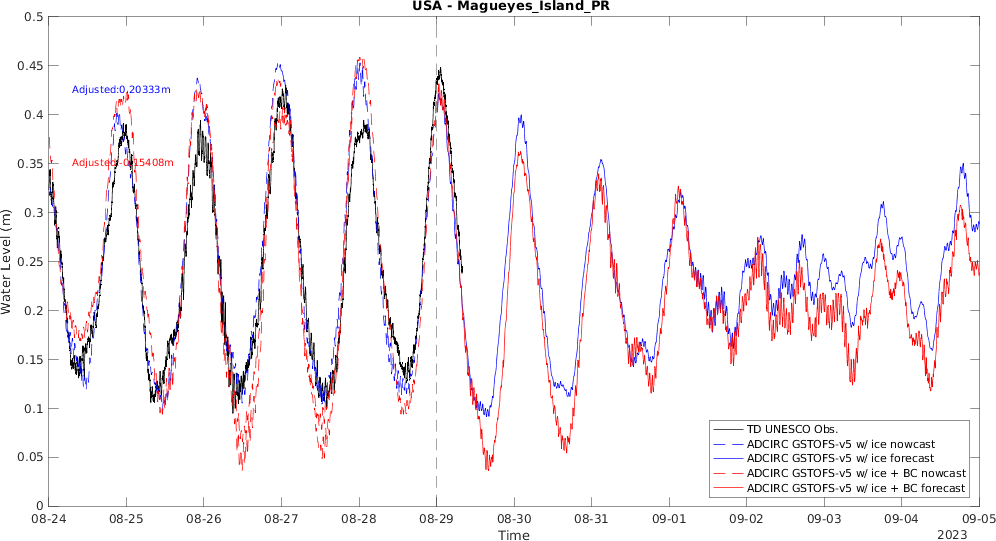 USA - Magueyes_Island_PR
0.5
0.45
0.4
0.35
0.3
0.25
0.2
0.15
0.1
0.05
0
Water Level (m)
Adjusted:0.20333m
Adjusted:-0.15408m
TD UNESCO Obs.
ADCIRC GSTOFS-v5 w/ ice nowcast
ADCIRC GSTOFS-v5 w/ ice forecast
ADCIRC GSTOFS-v5 w/ ice + BC nowcast
ADCIRC GSTOFS-v5 w/ ice + BC forecast
08-24 08-25 08-26 08-27 08-28 08-29 08-30 08-31 09-01 09-02 09-03 09-04 09-05
Time
2023